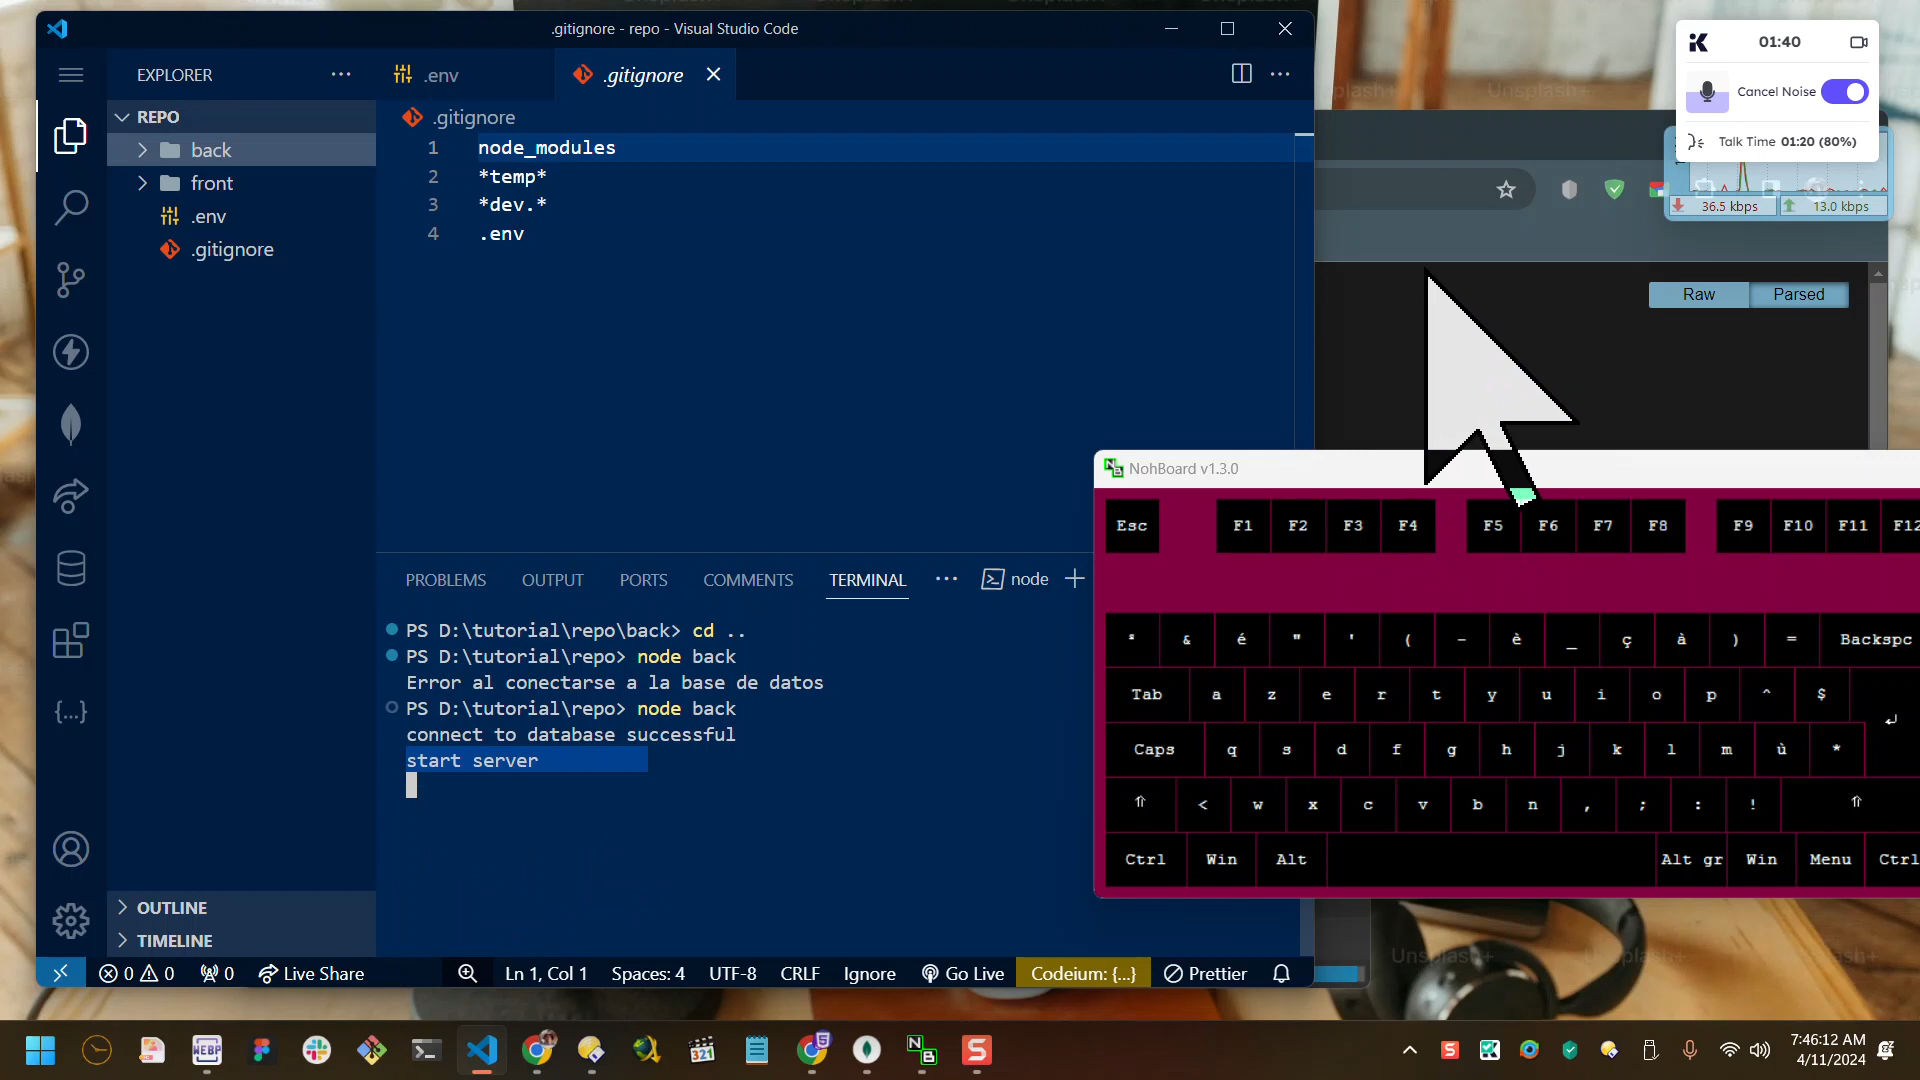 .gitignore - repo - Visual Studio Code
EXPLORER
.env
.gitignore
REPO
back
front
.env
.gitignore
.gitignore
1 node_modules
2 *temp*
3 *dev.*
4 .env
01:40
Cancel Noise
Talk Time 01:20 (80%)
36.5 kbps
13.0 kbps
Raw
Parsed
PROBLEMS
OUTPUT
PORTS
COMMENTS
TERMINAL
node
PS D:\tutorial\repo\back> cd ..
PS D:\tutorial\repo> node back
Error al conectarse a la base de datos
PS D:\tutorial\repo> node back
connect to database successful
start server
NohBoard v1.3.0
Esc F1 F2 F3 F4 F5 F6 F7 F8 F9 F10 F11 F12
& é " ' ( - è _ ç à ) = Backspc
Tab a z e r t y u i o p ^ $
Caps q s d f g h j k l m ù *
⇑ < w x c v b n , ; : ! ⇑
Ctrl Win Alt Alt gr Win Menu Ctrl
OUTLINE
TIMELINE
0 0 0
Live Share
Ln 1, Col 1
Spaces: 4
UTF-8
CRLF
Ignore
Go Live
Codeium: {...}
Prettier
Unsplash+
Unsplash+
WEBP
321
7:46:12 AM
4/11/2024